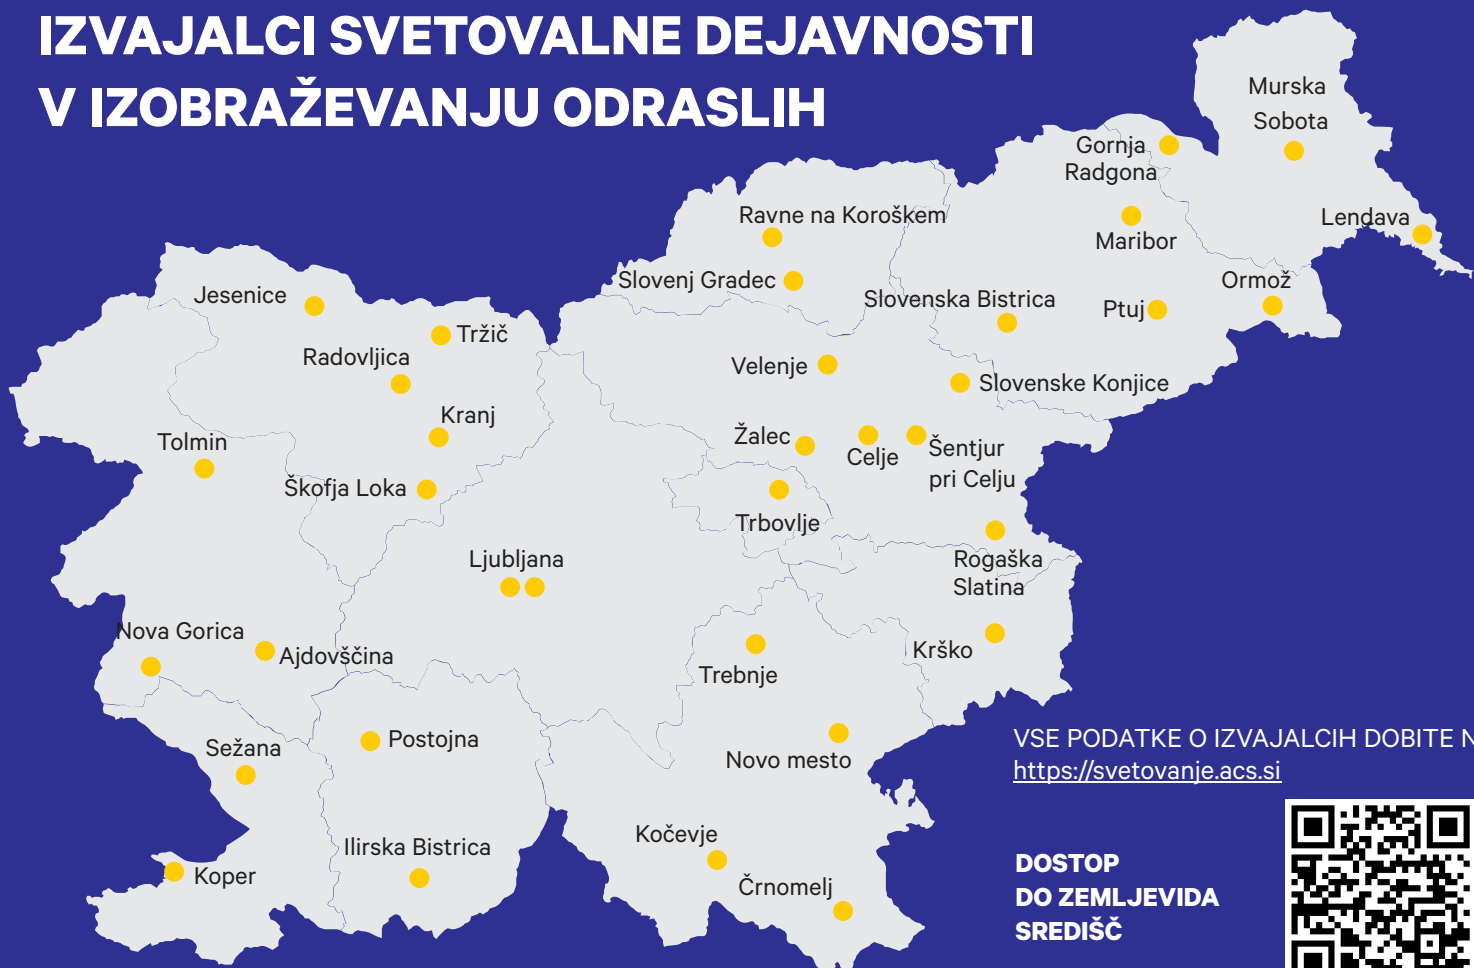 IZVAJALCI SVETOVALNE DEJAVNOSTI
V IZOBRAŽEVANJU ODRASLIH
Murska
Sobota
Gornja
Radgona
Maribor
Lendava
Ravne na Koroškem
Slovenj Gradec
Slovenska Bistrica
Ptuj
Ormož
Jesenice
Tržič
Radovljica
Kranj
Velenje
Slovenske Konjice
Tolmin
Škofja Loka
Žalec
Celje
Šentjur
pri Celju
Trbovlje
Ljubljana
Rogaška
Slatina
Nova Gorica
Ajdovščina
Trebnje
Krško
Sežana
Postojna
Novo mesto
Ilirska Bistrica
Koper
Kočevje
Črnomelj
VSE PODATKE O IZVAJALCIH DOBITE N
https://svetovanje.acs.si
DOSTOP
DO ZEMLJEVIDA
SREDIŠČ